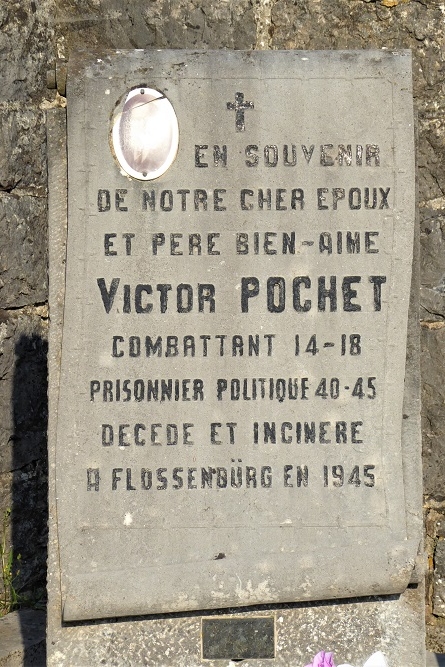 EN SOUVENIR
DE NOTRE CHER EPOUX
ET PERE BIEN-AIME
VICTOR POCHET
COMBATTANT 14-18
PRISONNIER POLITIQUE 40-45
DECEDE ET INCINERE
A FLOSSENBÜRG EN 1945